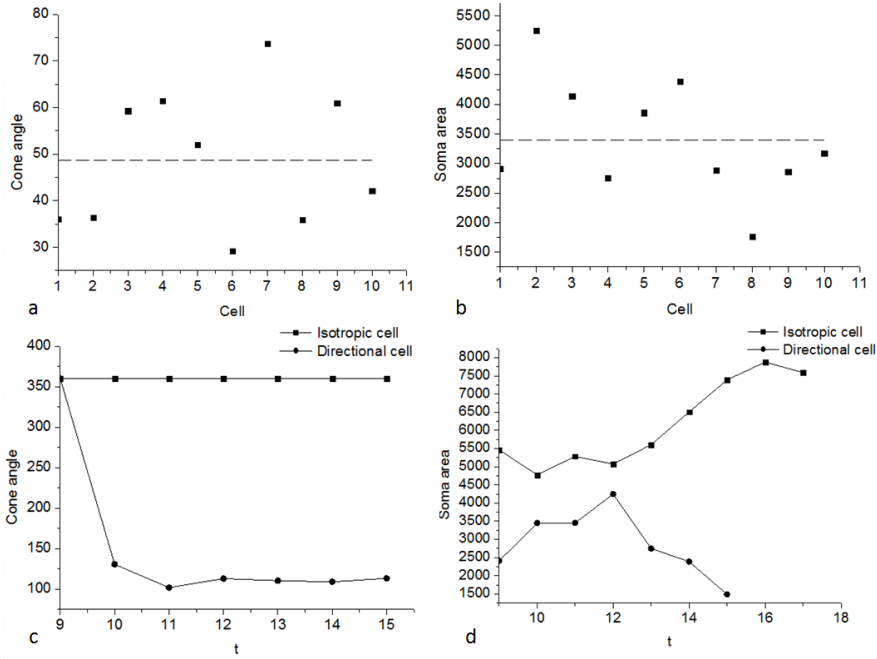 80
70
60
50
40
30
Cone angle
1 2 3 4 5 6 7 8 9 10 11
Cell
a
5500
5000
4500
4000
3500
3000
2500
2000
1500
Soma area
1 2 3 4 5 6 7 8 9 10 11
Cell
b
Isotropic cell
Directional cell
400
350
300
250
200
150
100
Cone angle
9 10 11 12 13 14 15
t
c
Isotropic cell
Directional cell
8000
7500
7000
6500
6000
5500
5000
4500
4000
3500
3000
2500
2000
1500
Soma area
10 12 14 16 18
t
d